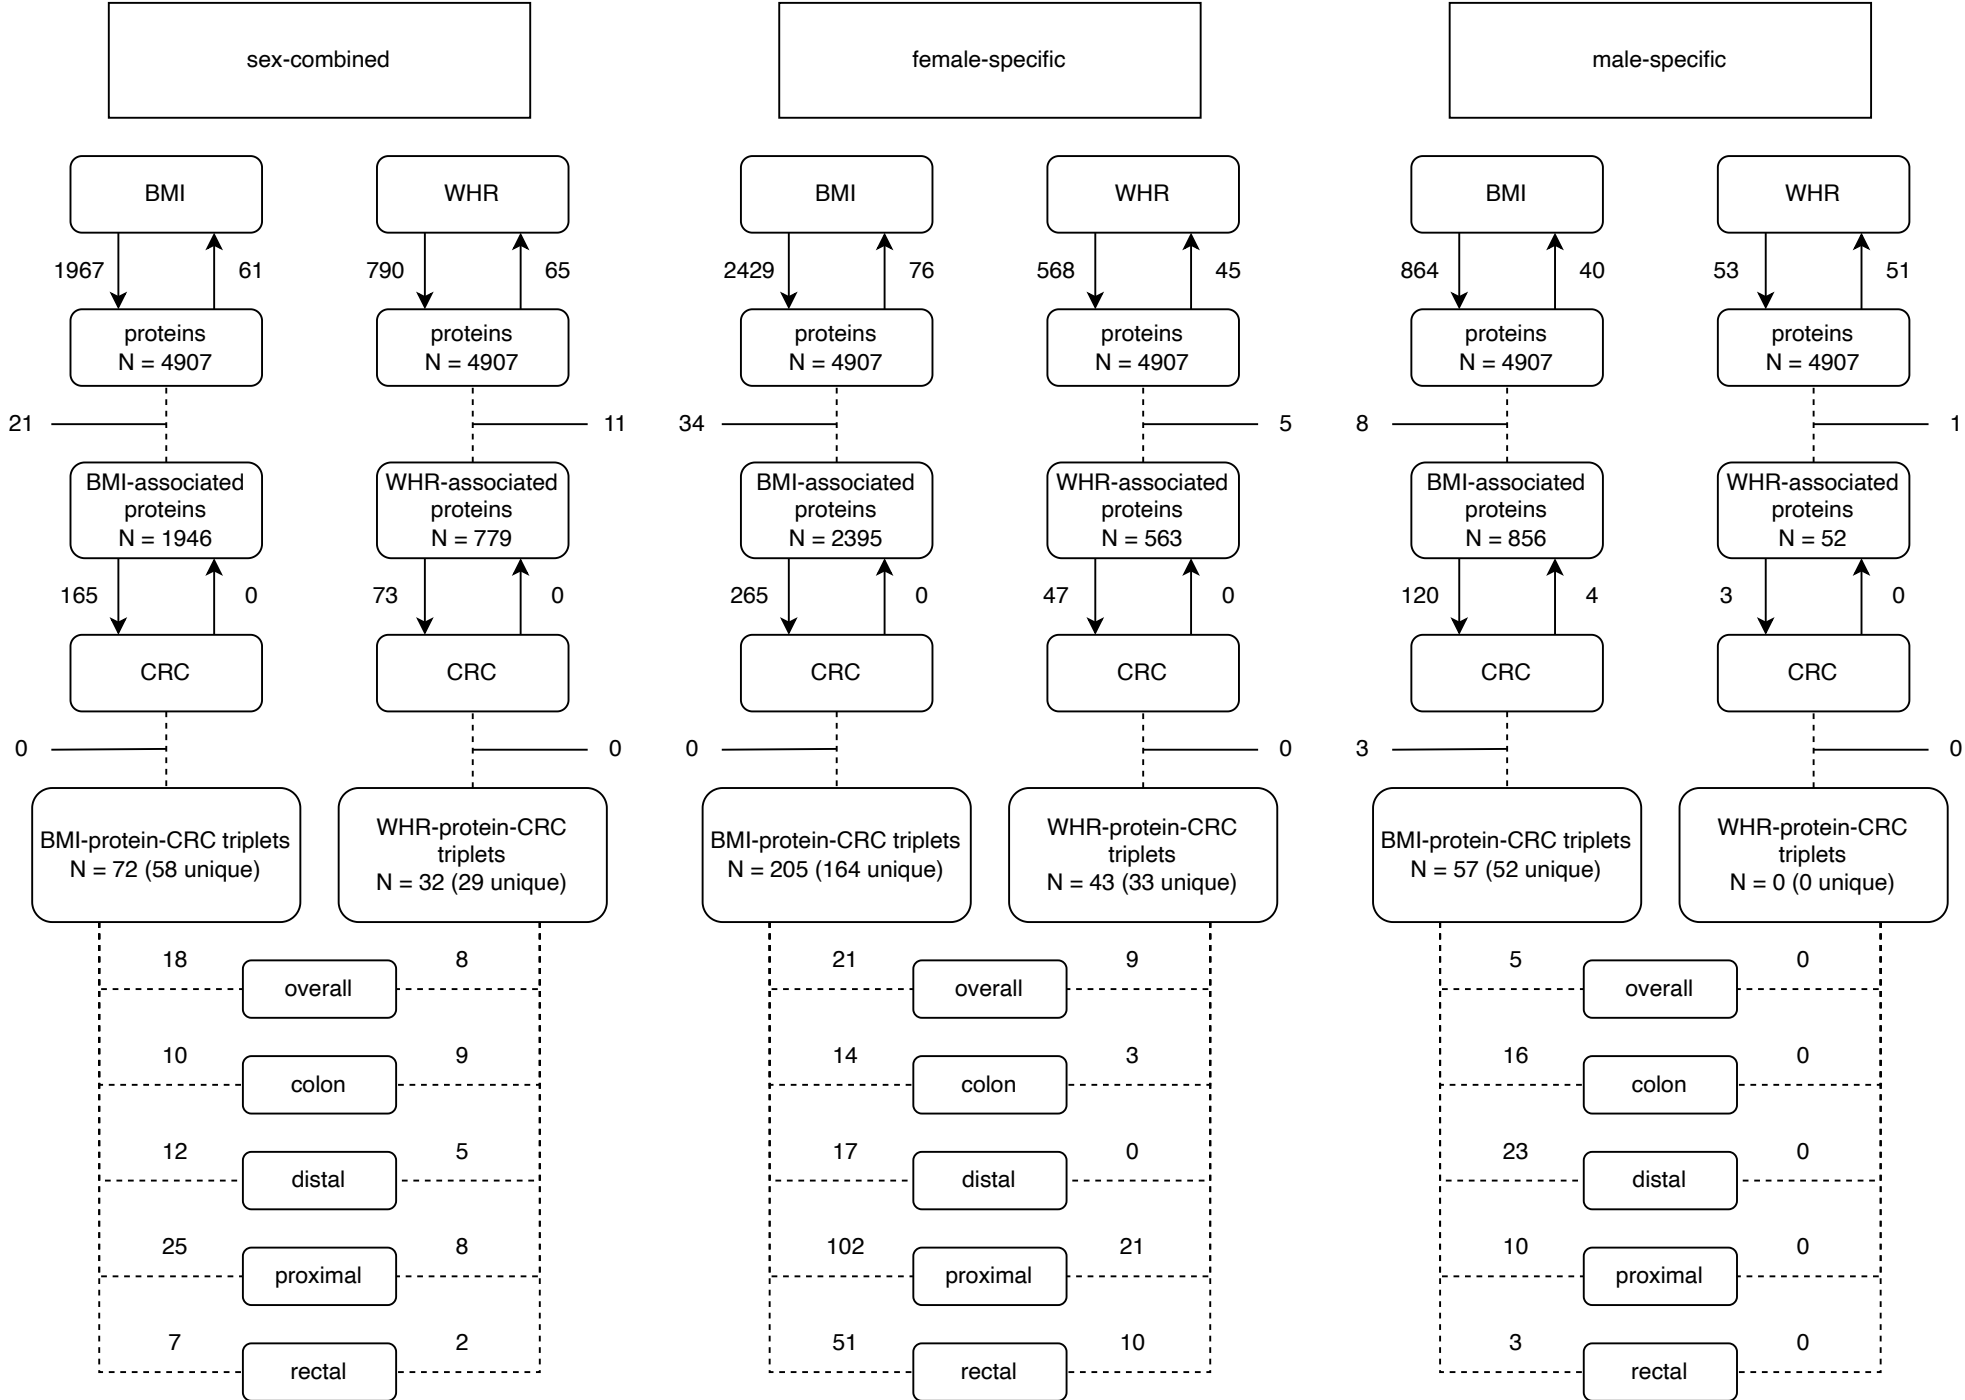 sex-combined
female-specific
male-specific
BMI
WHR
BMI
WHR
BMI
WHR
1967
61
790
65
2429
76
568
45
864
40
53
51
proteins
N = 4907
proteins
N = 4907
proteins
N = 4907
proteins
N = 4907
proteins
N = 4907
proteins
N = 4907
21
11
34
5
8
1
BMI-associated
proteins
N = 1946
WHR-associated
proteins
N = 779
BMI-associated
proteins
N = 2395
WHR-associated
proteins
N = 563
BMI-associated
proteins
N = 856
WHR-associated
proteins
N = 52
165
0
73
0
265
0
47
0
120
4
3
0
CRC
CRC
CRC
CRC
CRC
CRC
0
0
0
0
3
0
BMI-protein-CRC triplets
N = 72 (58 unique)
WHR-protein-CRC
triplets
N = 32 (29 unique)
BMI-protein-CRC triplets
N = 205 (164 unique)
WHR-protein-CRC
triplets
N = 43 (33 unique)
BMI-protein-CRC triplets
N = 57 (52 unique)
WHR-protein-CRC
triplets
N = 0 (0 unique)
18
overall
8
21
overall
9
5
overall
0
10
colon
9
14
colon
3
16
colon
0
12
distal
5
17
distal
0
23
distal
0
25
proximal
8
102
proximal
21
10
proximal
0
7
rectal
2
51
rectal
10
3
rectal
0